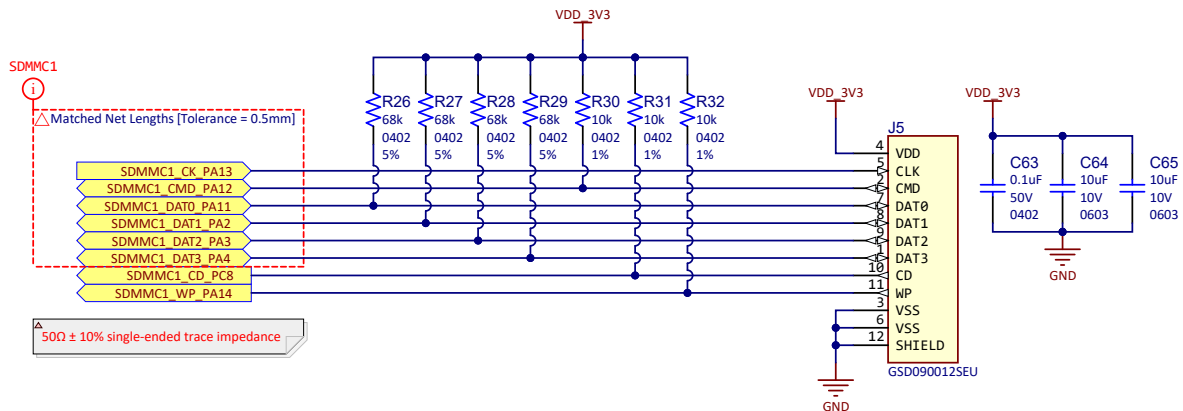 VDD_3V3
SDMMC1
i
Matched Net Lengths [Tolerance = 0.5mm]
R26
68k
0402
5%
R27
68k
0402
5%
R28
68k
0402
5%
R29
68k
0402
5%
R30
10k
0402
1%
R31
10k
0402
1%
R32
10k
0402
1%
SDMMC1_CK_PA13
SDMMC1_CMD_PA12
SDMMC1_DAT0_PA11
SDMMC1_DAT1_PA2
SDMMC1_DAT2_PA3
SDMMC1_DAT3_PA4
SDMMC1_CD_PC8
SDMMC1_WP_PA14
50Ω ± 10% single-ended trace impedance
VDD_3V3
J5
4 VDD
5 CLK
2 CMD
7 DAT0
8 DAT1
9 DAT2
1 DAT3
10 CD
11 WP
3 VSS
6 VSS
12 SHIELD
GSD090012SEU
GND
VDD_3V3
C63
0.1uF
50V
0402
C64
10uF
10V
0603
C65
10uF
10V
0603
GND